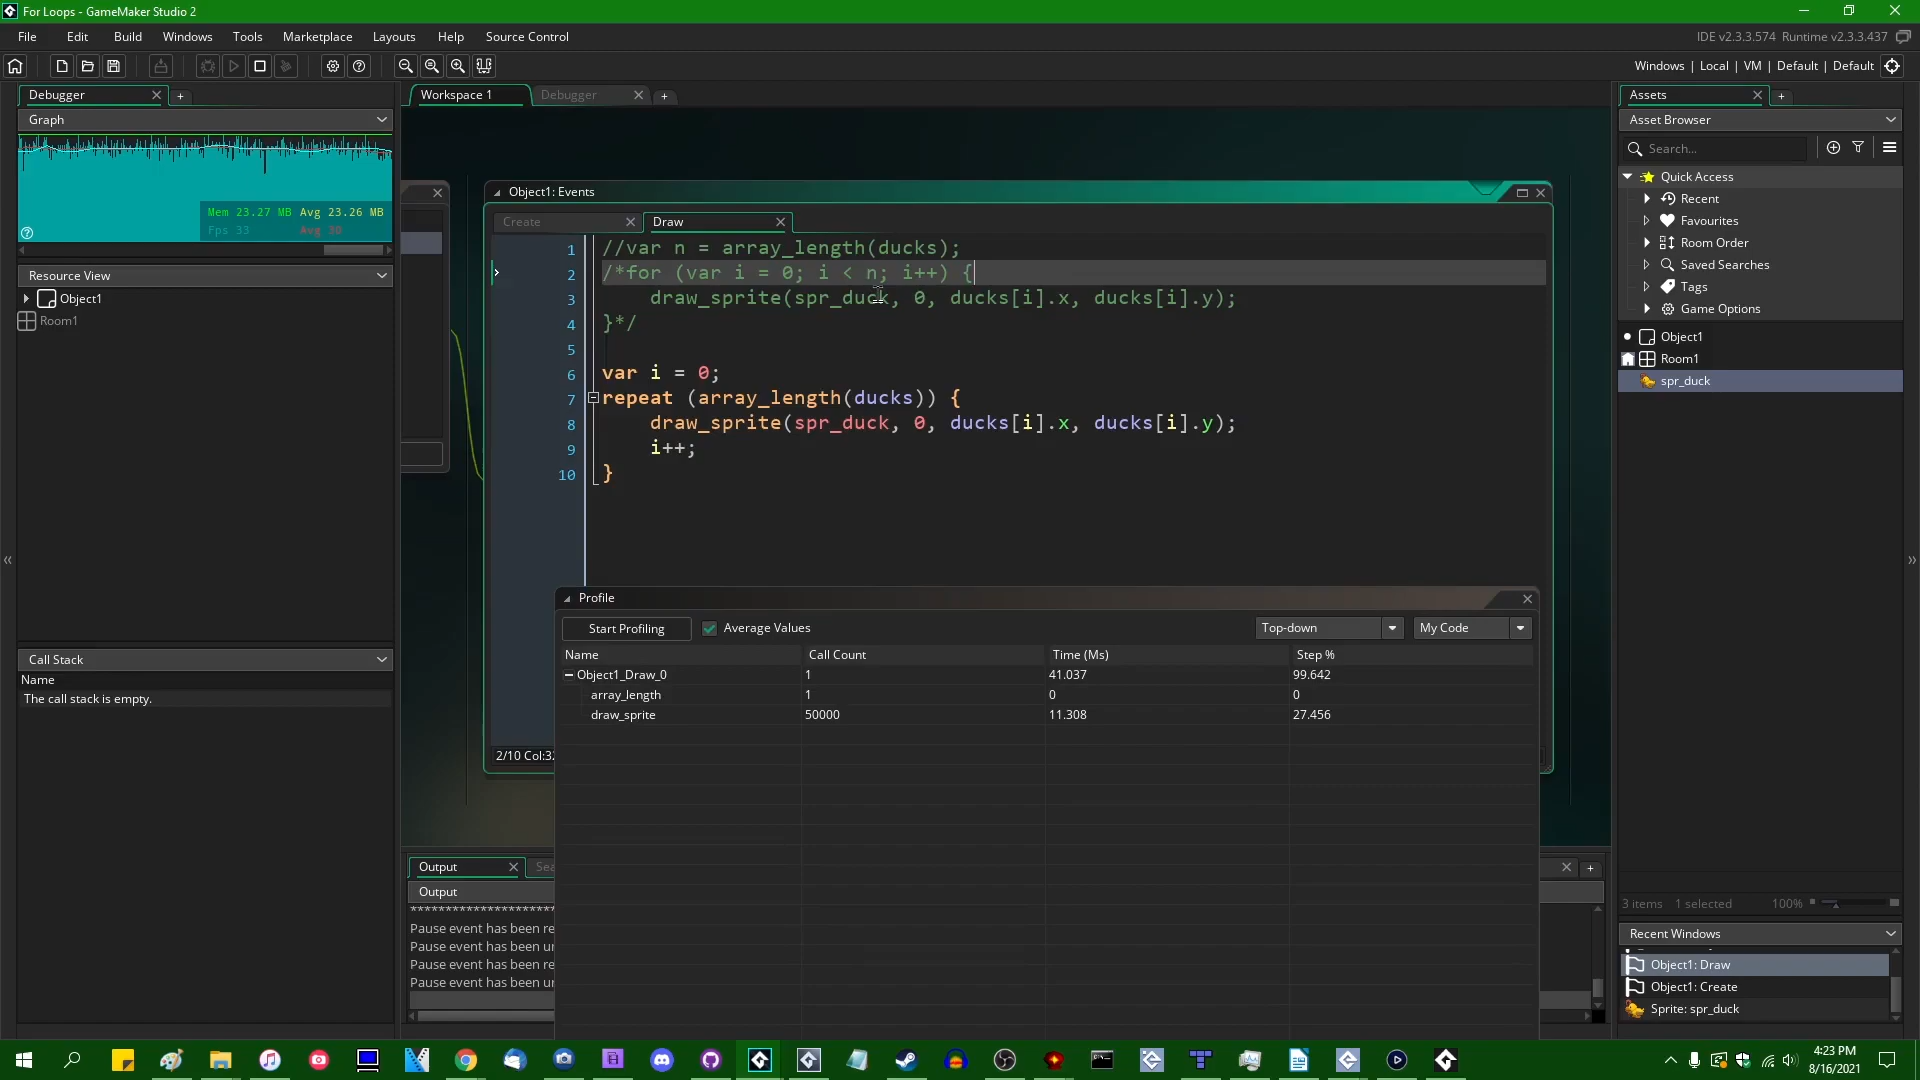 For Loops - GameMaker Studio 2
File Edit Build Windows Tools Marketplace Layouts Help Source Control
IDE v2.3.3.574 Runtime v2.3.3.437
Windows | Local | VM | Default | Default
Debugger
Graph
Mem 23.27 MB Avg 23.26 MB
Fps 33 Avg 30
Resource View
Object1
Room1
Call Stack
Name
The call stack is empty.
Workspace 1
Debugger
Object1: Events
Create
Draw
1 //var n = array_length(ducks);
2 /*for (var i = 0; i < n; i++) {
3 draw_sprite(spr_duck, 0, ducks[i].x, ducks[i].y);
4 }*/
5
6 var i = 0;
7 repeat (array_length(ducks)) {
8 draw_sprite(spr_duck, 0, ducks[i].x, ducks[i].y);
9 i++;
10 }
2/10 Col:32
Profile
Start Profiling Average Values Top-down My Code
Name Call Count Time (Ms) Step %
Object1_Draw_0 1 41.037 99.642
array_length 1 0 0
draw_sprite 50000 11.308 27.456
Output Sea
Output
Pause event has been re
Pause event has been ur
Pause event has been re
Pause event has been ur
Assets
Asset Browser
Search...
Quick Access
Recent
Favourites
Room Order
Saved Searches
Tags
Game Options
Object1
Room1
spr_duck
3 items 1 selected 100%
Recent Windows
Object1: Draw
Object1: Create
Sprite: spr_duck
4:23 PM
8/16/2021